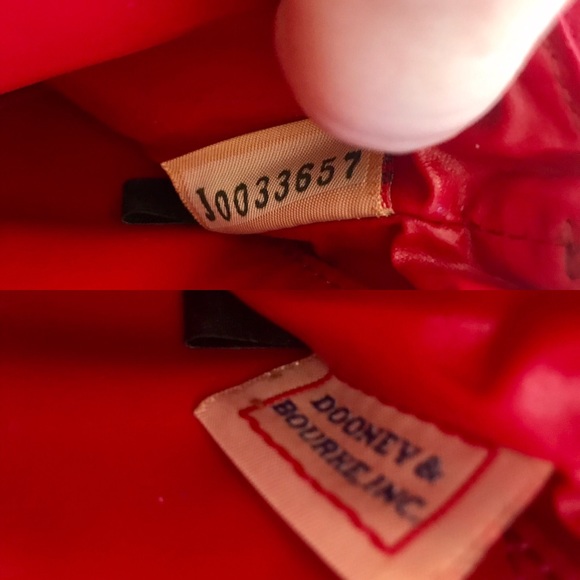 J0033657
DOONEY &
BOURKE, INC.